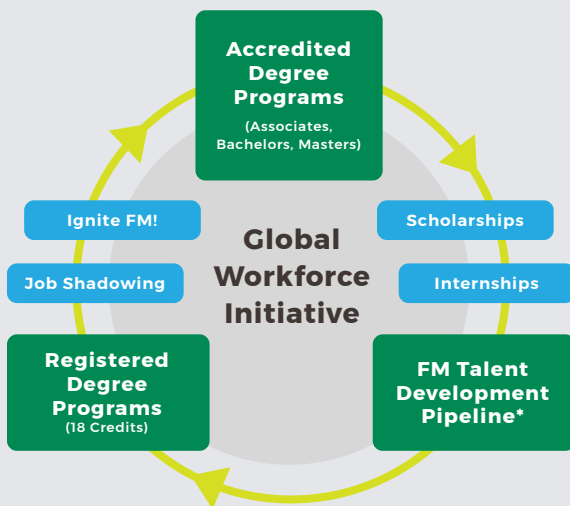 Accredited
Degree
Programs
(Associates,
Bachelors, Masters)
Ignite FM!
Scholarships
Global
Workforce
Initiative
Job Shadowing
Internships
Registered
Degree
Programs
(18 Credits)
FM Talent
Development
Pipeline*